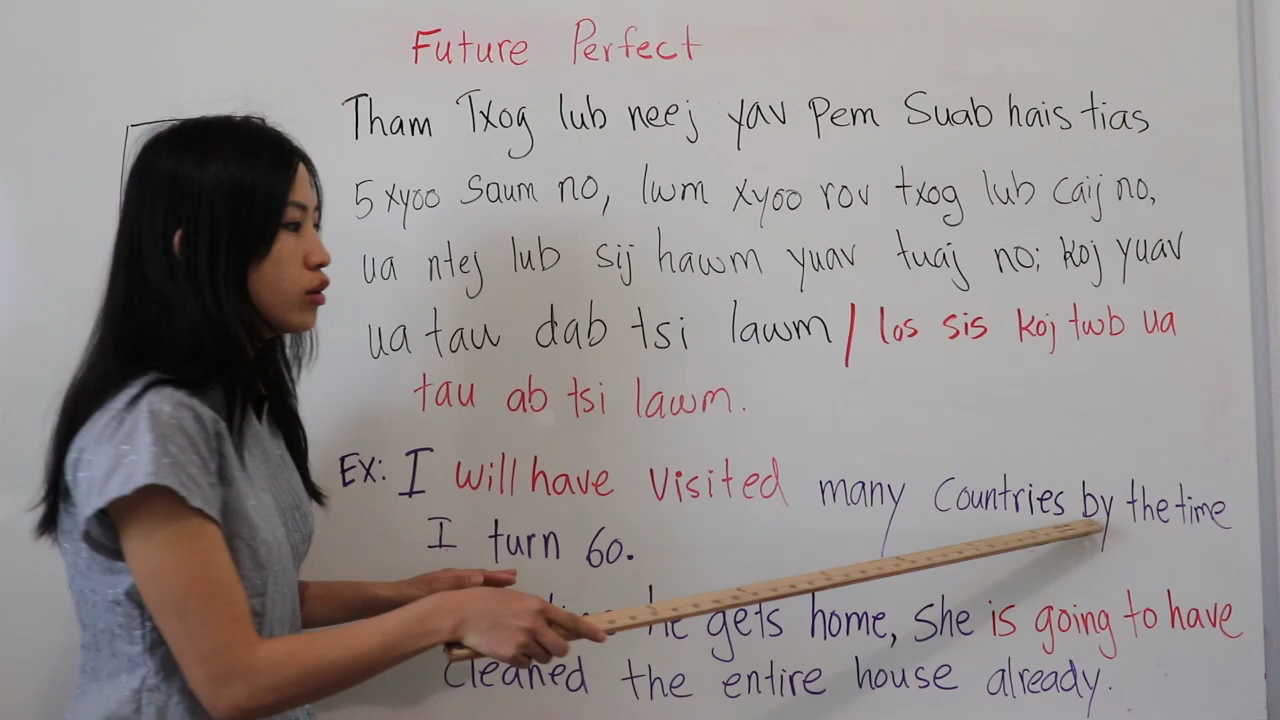 Future Perfect
Tham Txog lub neej yav Pem Suab hais tias
5 xyoo Saum no, lwm xyoo rov txog lub caij no,
ua ntej lub sij hawm yuav tuaj no; koj yuav
ua tau dab tsi lawm / los sis koj twb ua
tau ab tsi lawm.
Ex: I will have visited many Countries by the time
I turn 60.
he gets home, she is going to have
cleaned the entire house already.